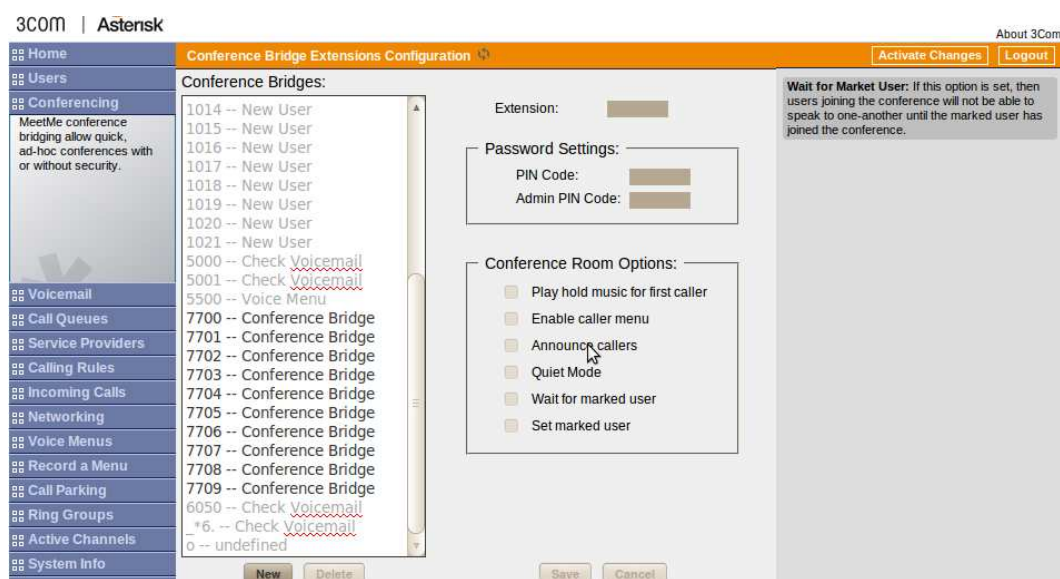 3com | Asterisk
About 3Com
Home
Users
Conferencing
MeetMe conference
bridging allow quick,
ad-hoc conferences with
or without security.
Voicemail
Call Queues
Service Providers
Calling Rules
Incoming Calls
Networking
Voice Menus
Record a Menu
Call Parking
Ring Groups
Active Channels
System Info
Conference Bridge Extensions Configuration
Activate Changes
Logout
Conference Bridges:
1014 -- New User
1015 -- New User
1016 -- New User
1017 -- New User
1018 -- New User
1019 -- New User
1020 -- New User
1021 -- New User
5000 -- Check Voicemail
5001 -- Check Voicemail
5500 -- Voice Menu
7700 -- Conference Bridge
7701 -- Conference Bridge
7702 -- Conference Bridge
7703 -- Conference Bridge
7704 -- Conference Bridge
7705 -- Conference Bridge
7706 -- Conference Bridge
7707 -- Conference Bridge
7708 -- Conference Bridge
7709 -- Conference Bridge
6050 -- Check Voicemail
_*6. -- Check Voicemail
o -- undefined
New
Delete
Extension:
Password Settings:
PIN Code:
Admin PIN Code:
Conference Room Options:
Play hold music for first caller
Enable caller menu
Announce callers
Quiet Mode
Wait for marked user
Set marked user
Save
Cancel
Wait for Market User: If this option is set, then
users joining the conference will not be able to
speak to one-another until the marked user has
joined the conference.